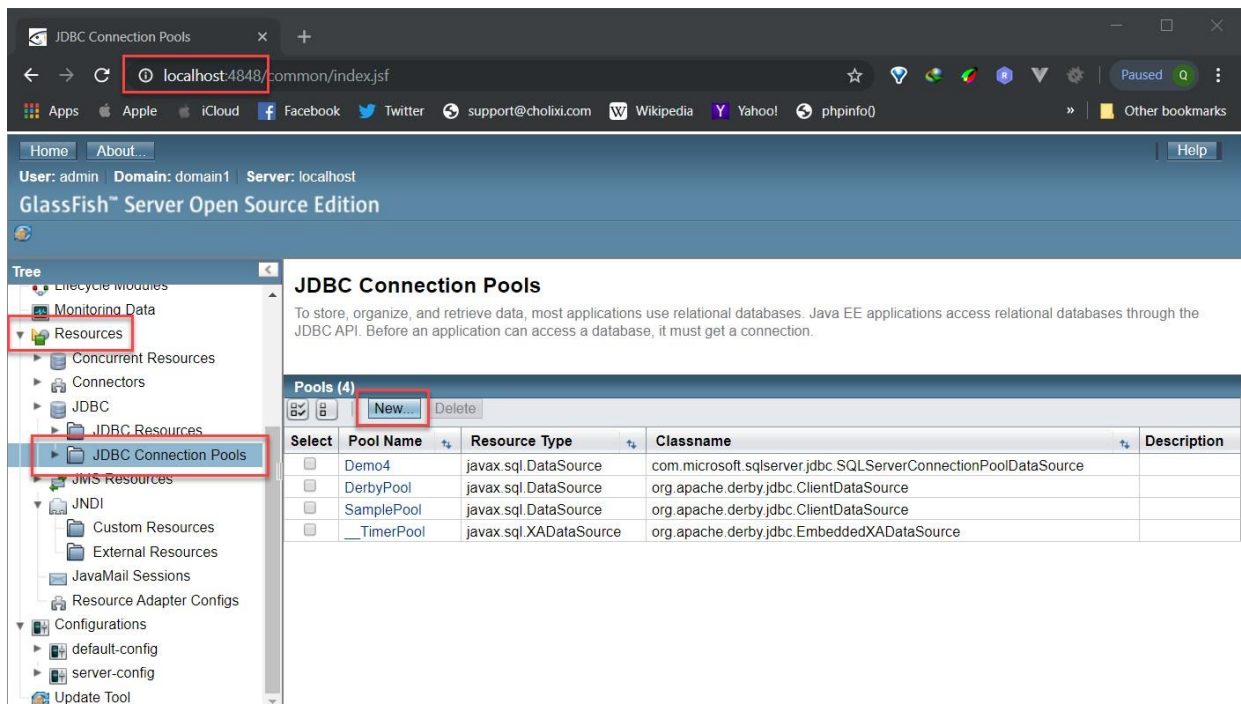 JDBC Connection Pools
localhost:4848/common/index.jsf
Paused Q
Apps Apple iCloud Facebook Twitter support@cholixi.com W Wikipedia Y Yahoo! phpinfo() » Other bookmarks
Home About... Help
User: admin Domain: domain1 Server: localhost
GlassFish™ Server Open Source Edition
Tree
Lifecycle Modules
Monitoring Data
Resources
Concurrent Resources
Connectors
JDBC
JDBC Resources
JDBC Connection Pools
JMS Resources
JNDI
Custom Resources
External Resources
JavaMail Sessions
Resource Adapter Configs
Configurations
default-config
server-config
Update Tool
JDBC Connection Pools
To store, organize, and retrieve data, most applications use relational databases. Java EE applications access relational databases through the
JDBC API. Before an application can access a database, it must get a connection.
Pools (4)
New... Delete
Select Pool Name Resource Type Classname Description
Demo4 javax.sql.DataSource com.microsoft.sqlserver.jdbc.SQLServerConnectionPoolDataSource
DerbyPool javax.sql.DataSource org.apache.derby.jdbc.ClientDataSource
SamplePool javax.sql.DataSource org.apache.derby.jdbc.ClientDataSource
__TimerPool javax.sql.XADataSource org.apache.derby.jdbc.EmbeddedXADataSource